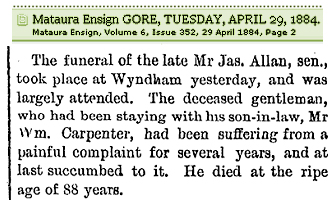 Mataura Ensign GORE, TUESDAY, APRIL 29, 1884.
Mataura Ensign, Volume 6, Issue 352, 29 April 1884, Page 2
The funeral of the late Mr Jas. Allan, sen.,
took place at Wyndham yesterday, and was
largely attended. The deceased gentleman,
who had been staying with his son-in-law, Mr
Wm. Carpenter, had been suffering from a
painful complaint for several years, and at
last succumbed to it. He died at the ripe
age of 88 years.